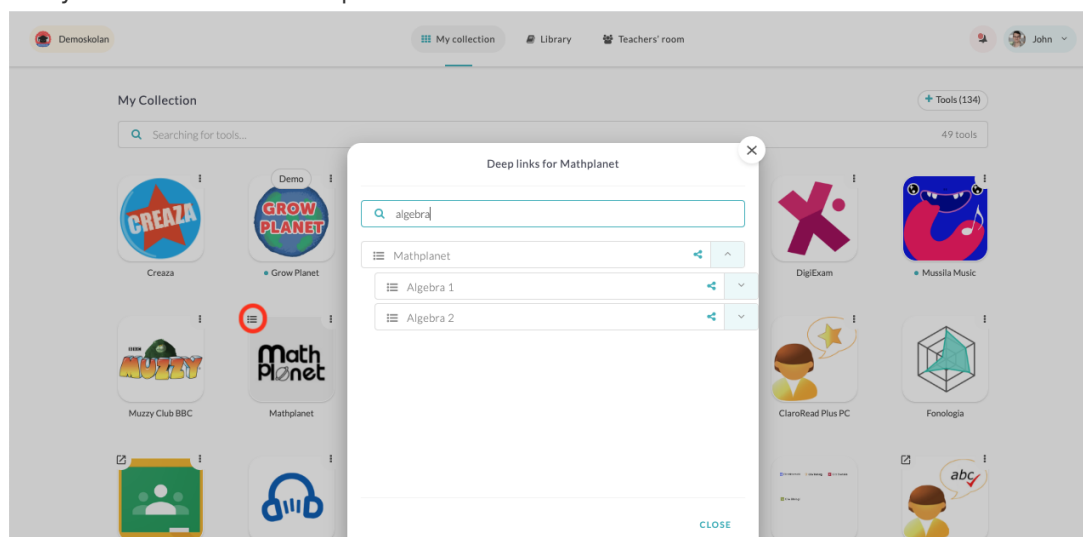 Demoskolan
My collection
Library
Teachers' room
John
My Collection
+ Tools (134)
Searching for tools...
49 tools
Deep links for Mathplanet
algebra
Mathplanet
Algebra 1
Algebra 2
CLOSE
CREAZA
Creaza
Demo
GROW
PLANET
Grow Planet
DigiExam
Mussila Music
MUZZY
Muzzy Club BBC
Math
Planet
Mathplanet
ClaroRead Plus PC
Fonologia
abc